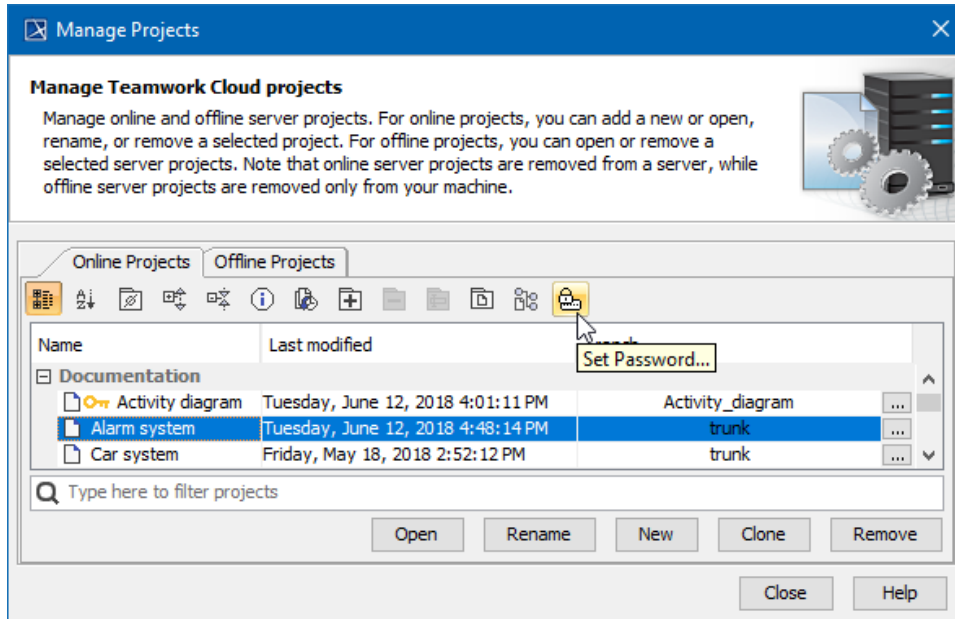 Manage Projects
Manage Teamwork Cloud projects
Manage online and offline server projects. For online projects, you can add a new or open,
rename, or remove a selected project. For offline projects, you can open or remove a
selected server projects. Note that online server projects are removed from a server, while
offline server projects are removed only from your machine.
Online Projects Offline Projects
Name Last modified
Set Password...
Documentation
Activity diagram Tuesday, June 12, 2018 4:01:11 PM Activity_diagram ...
Alarm system Tuesday, June 12, 2018 4:48:14 PM trunk ...
Car system Friday, May 18, 2018 2:52:12 PM trunk ...
Type here to filter projects
Open Rename New Clone Remove
Close Help